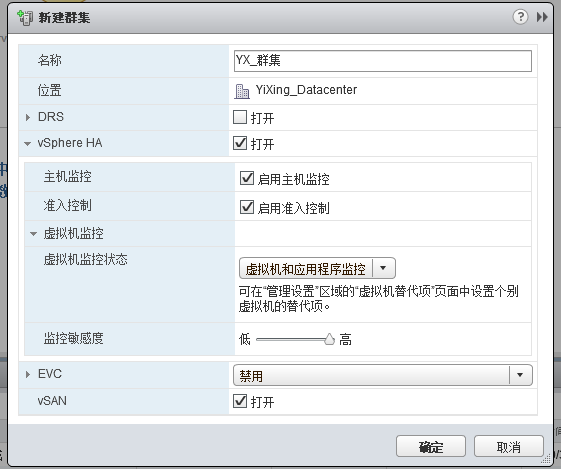 新建群集
名称 YX_群集
位置 YiXing_Datacenter
DRS 打开
vSphere HA 打开
主机监控 启用主机监控
准入控制 启用准入控制
虚拟机监控
虚拟机监控状态 虚拟机和应用程序监控
可在“管理设置”区域的“虚拟机替代项”页面中设置个别
虚拟机的替代项。
监控敏感度 低 高
EVC 禁用
vSAN 打开
确定 取消